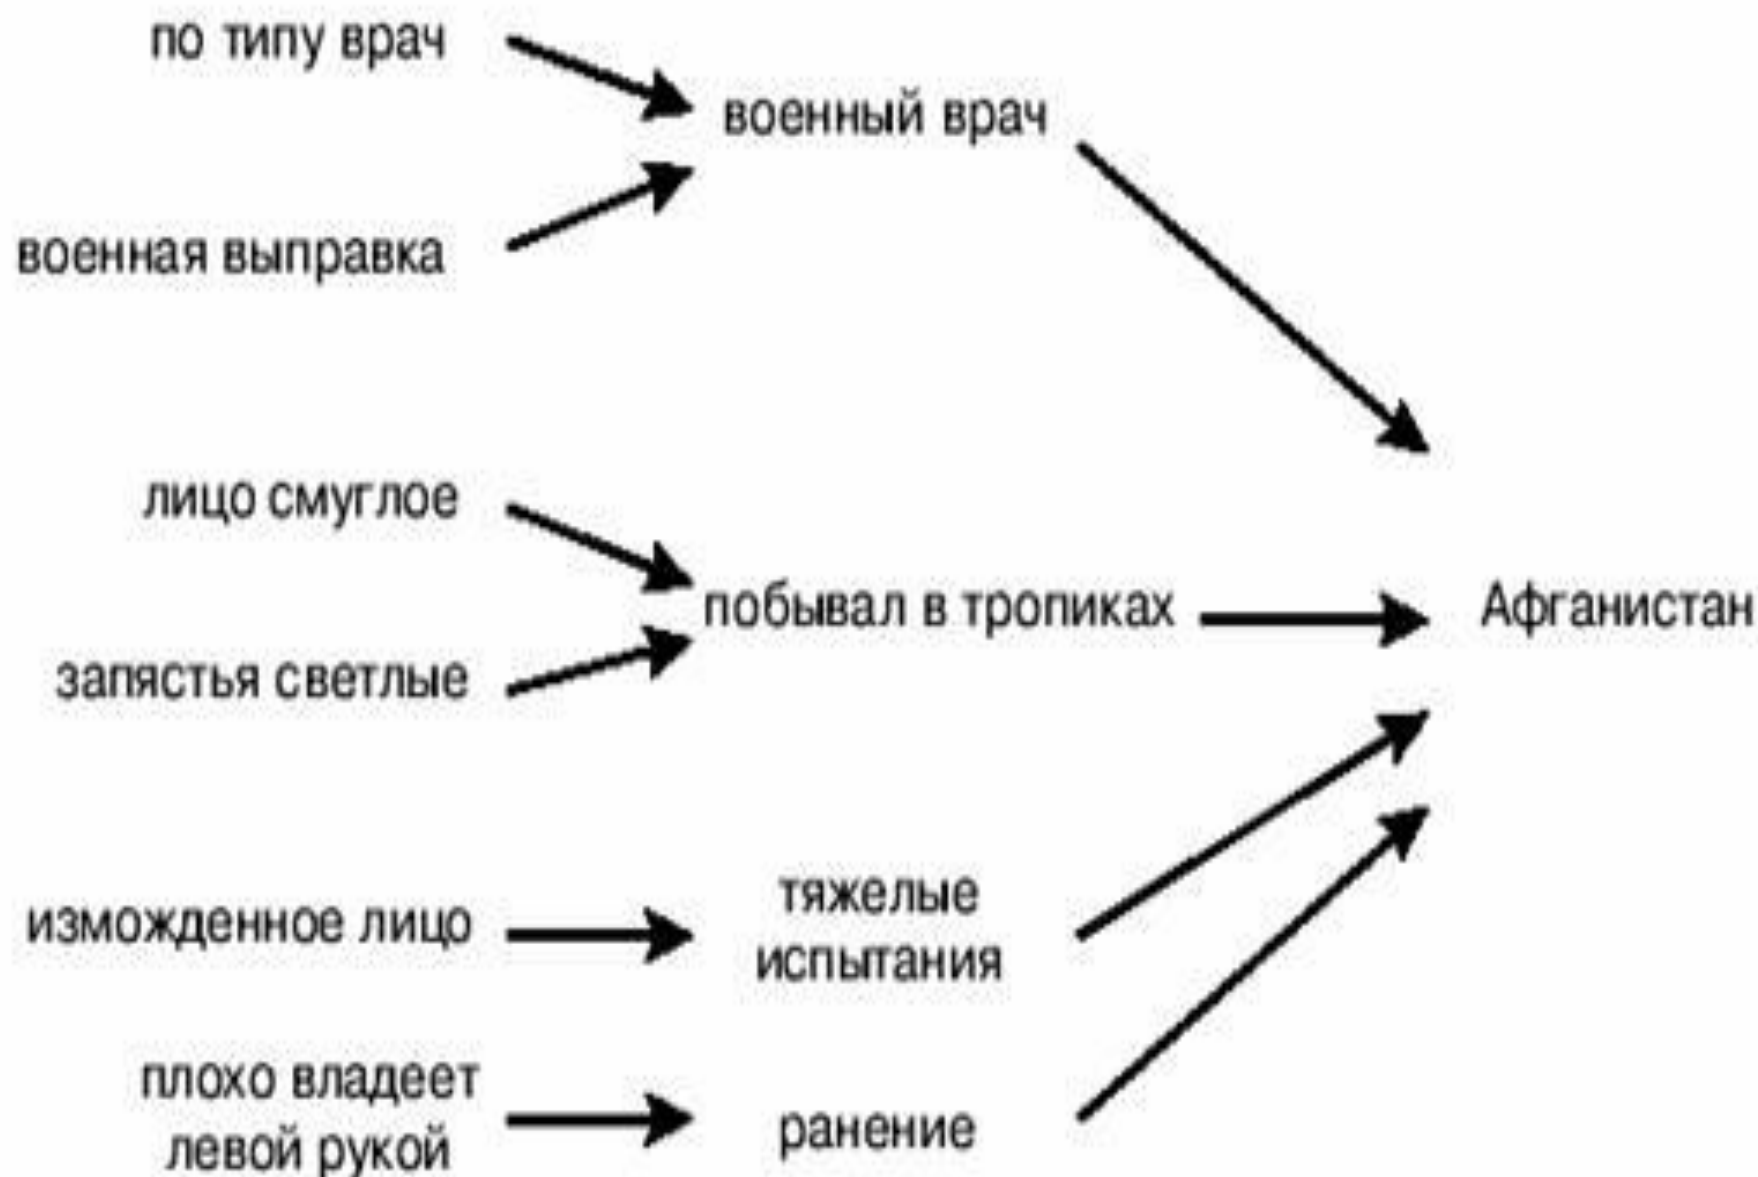 по типу врач
военный врач
военная выправка
лицо смуглое
побывал в тропиках
Афганистан
запястья светлые
изможденное лицо
тяжелые
испытания
плохо владеет
левой рукой
ранение